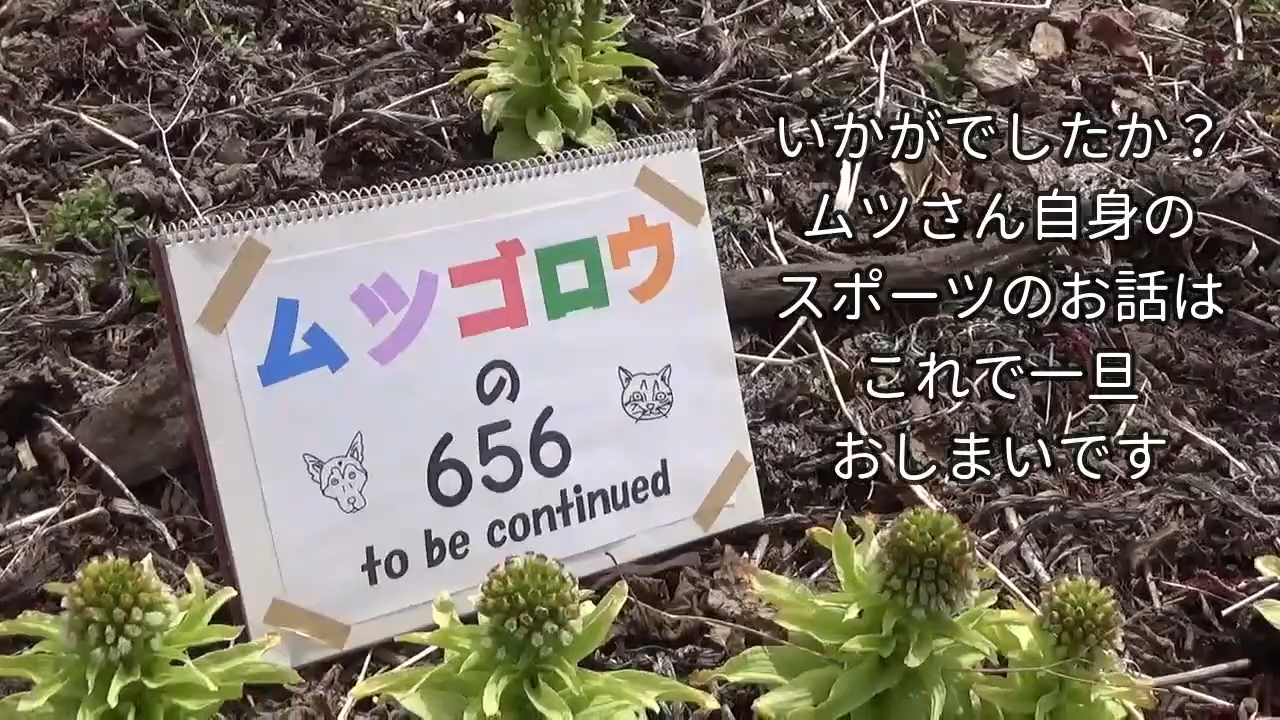 ムツゴロウ
の
656
to be continued
いかがでしたか？
ムツさん自身の
スポーツのお話は
これで一旦
おしまいです